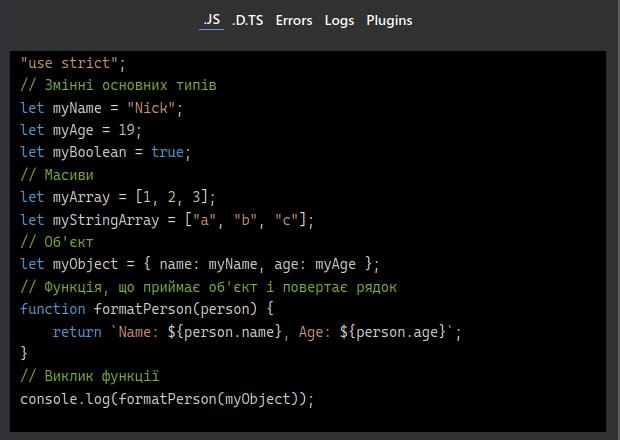 .JS .D.TS Errors Logs Plugins
"use strict";
// Змінні основних типів
let myName = "Nick";
let myAge = 19;
let myBoolean = true;
// Масиви
let myArray = [1, 2, 3];
let myStringArray = ["a", "b", "c"];
// Об'єкт
let myObject = { name: myName, age: myAge };
// Функція, що приймає об'єкт і повертає рядок
function formatPerson(person) {
    return `Name: ${person.name}, Age: ${person.age}`;
}
// Виклик функції
console.log(formatPerson(myObject));